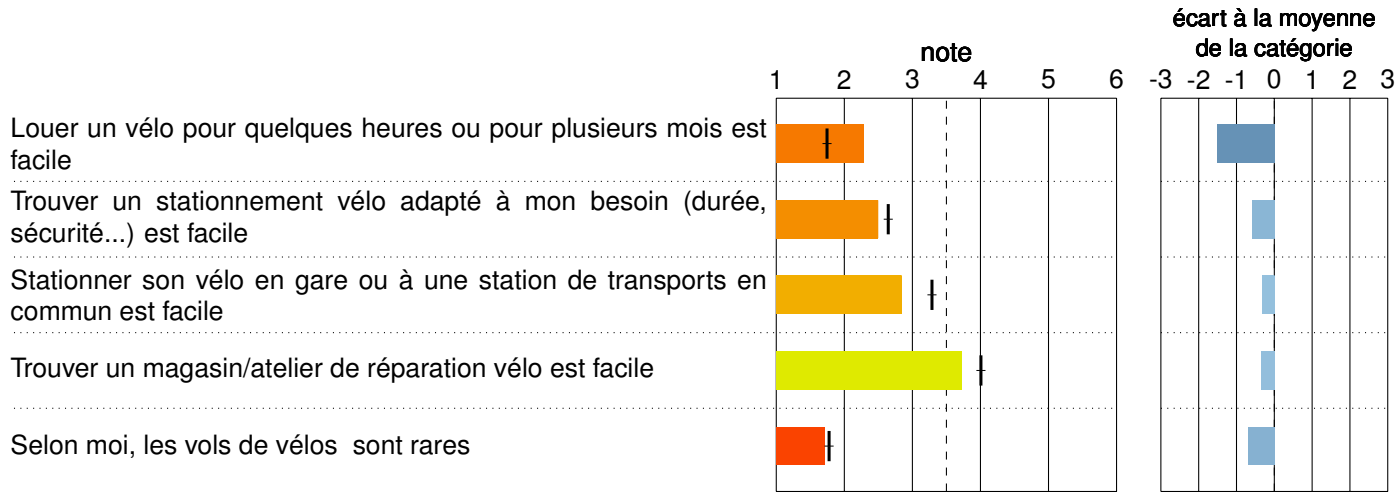 écart à la moyenne
note de la catégorie
1 2 3 4 5 6 -3 -2 -1 0 1 2 3
Louer un vélo pour quelques heures ou pour plusieurs mois est
facile
Trouver un stationnement vélo adapté à mon besoin (durée,
sécurité...) est facile
Stationner son vélo en gare ou à une station de transports en
commun est facile
Trouver un magasin/atelier de réparation vélo est facile
Selon moi, les vols de vélos sont rares